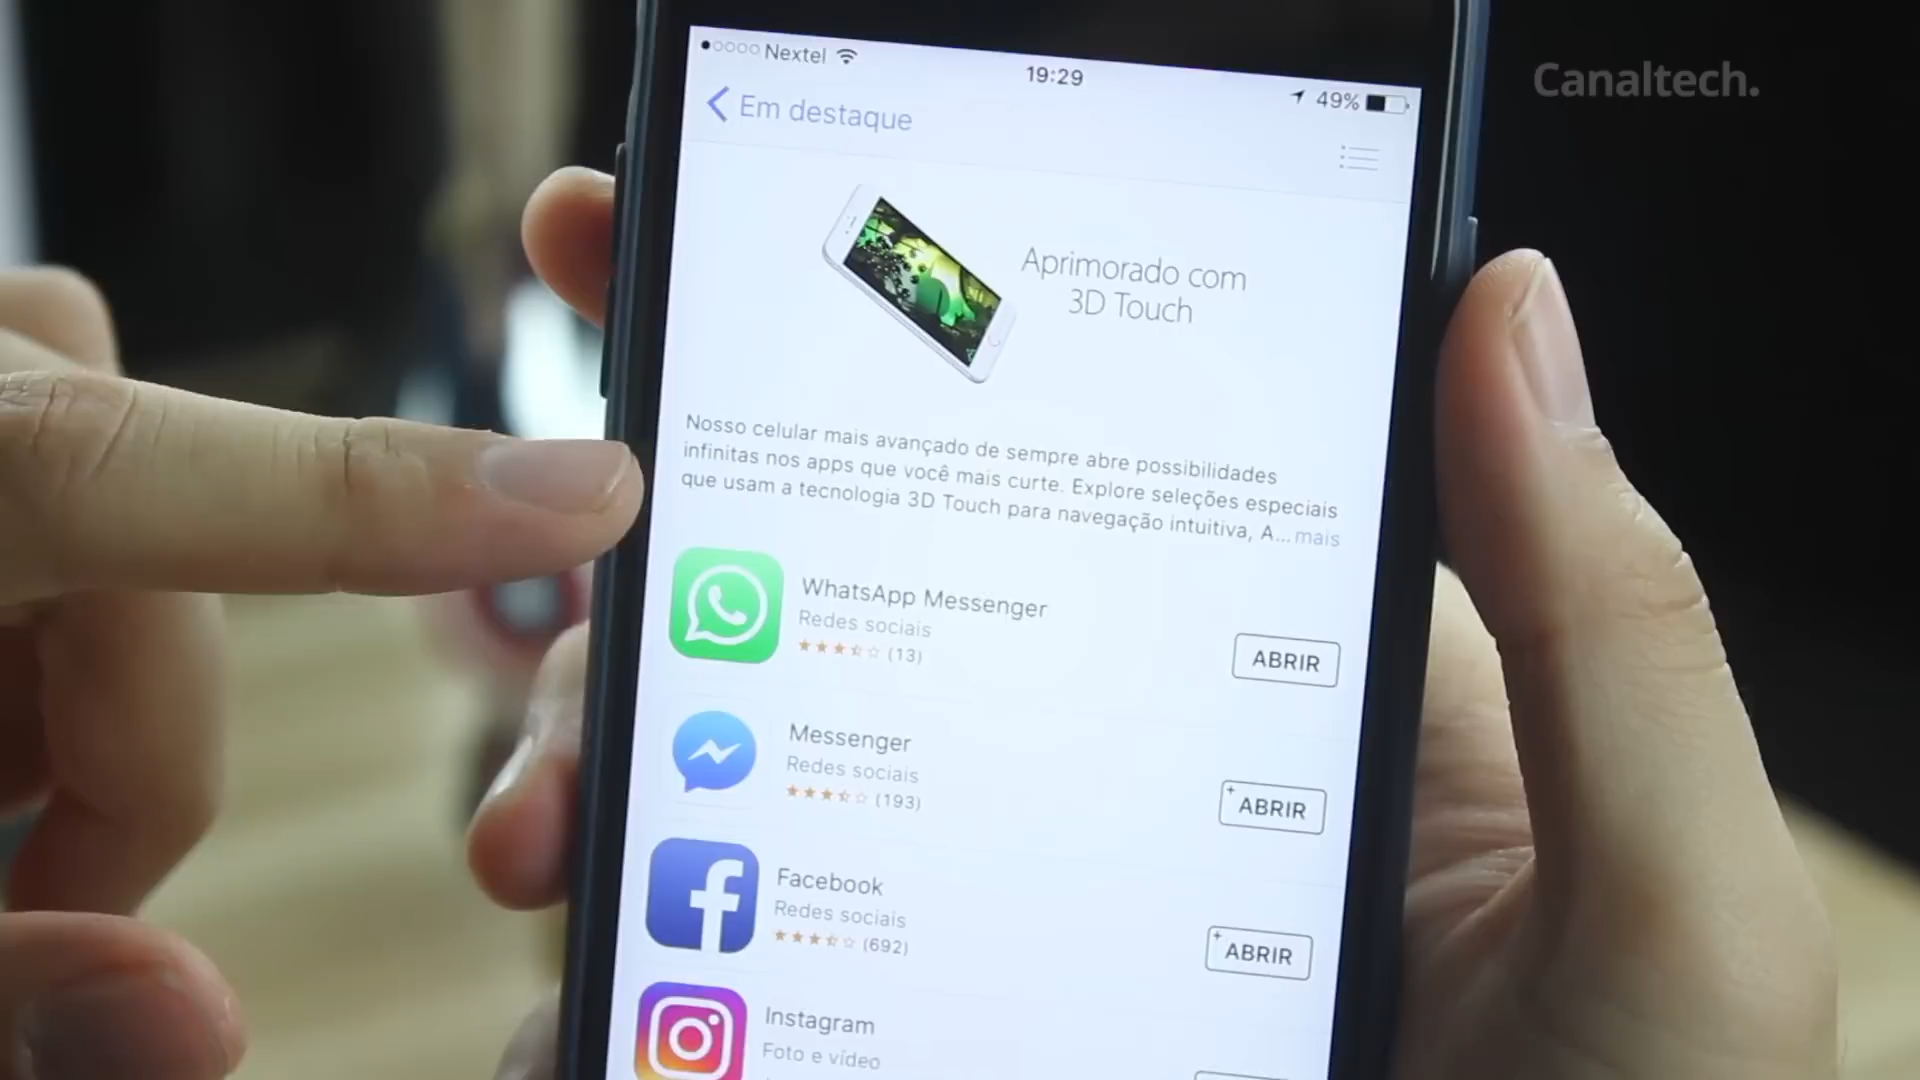 Nextel
19:29
49%
Canaltech.
Em destaque
Aprimorado com
3D Touch
Nosso celular mais avançado de sempre abre possibilidades
infinitas nos apps que você mais curte. Explore seleções especiais
que usam a tecnologia 3D Touch para navegação intuitiva, A... mais
WhatsApp Messenger
Redes sociais
(13)
ABRIR
Messenger
Redes sociais
(193)
+ ABRIR
Facebook
Redes sociais
(692)
+ ABRIR
Instagram
Foto e vídeo